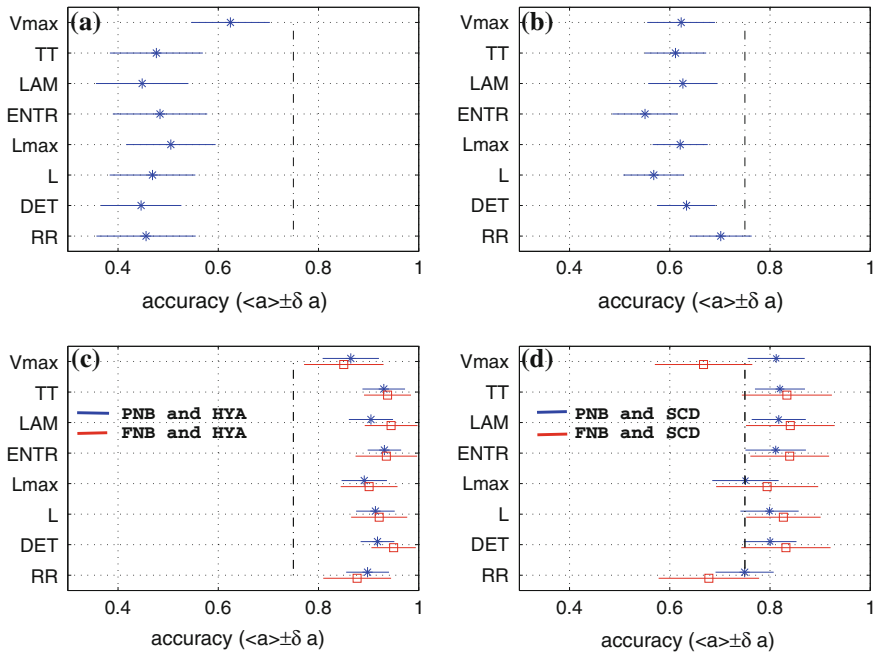 (a)
Vmax
TT
LAM
ENTR
Lmax
L
DET
RR
0.4 0.6 0.8 1
accuracy (<a>±δ a)
(b)
Vmax
TT
LAM
ENTR
Lmax
L
DET
RR
0.4 0.6 0.8 1
accuracy (<a>±δ a)
(c)
Vmax
TT
LAM
ENTR
Lmax
L
DET
RR
PNB and HYA
FNB and HYA
0.4 0.6 0.8 1
accuracy (<a>±δ a)
(d)
Vmax
TT
LAM
ENTR
Lmax
L
DET
RR
PNB and SCD
FNB and SCD
0.4 0.6 0.8 1
accuracy (<a>±δ a)